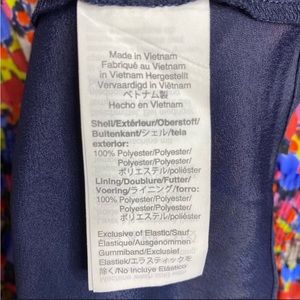 Made in Vietnam
Fabriqué au Vietnam
in Vietnam Hergestellt
Vervaardigd in Viëtnam
ベトナム製
Hecho en Vietnam
Shell/Extérieur/Oberstoff/
Buitenkant/シェル/tela
exterior:
100% Polyester/Polyester/
Polyester/Polyester/
ポリエステル/poliéster
Lining/Doublure/Futter/
Voering/ライニング/forro:
100% Polyester/Polyester/
Polyester/Polyester/
ポリエステル/poliéster
Exclusive of Elastic/Sauf
Élastique/Ausgenommen
Gummiband/Exclusief
Elastiek/エラスティックを
除く/No Incluye Elástico